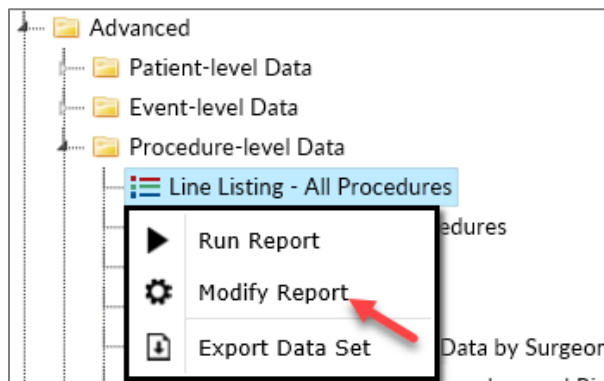 Advanced
Patient-level Data
Event-level Data
Procedure-level Data
Line Listing - All Procedures
edures
Run Report
Modify Report
Export Data Set
Data by Surgeon